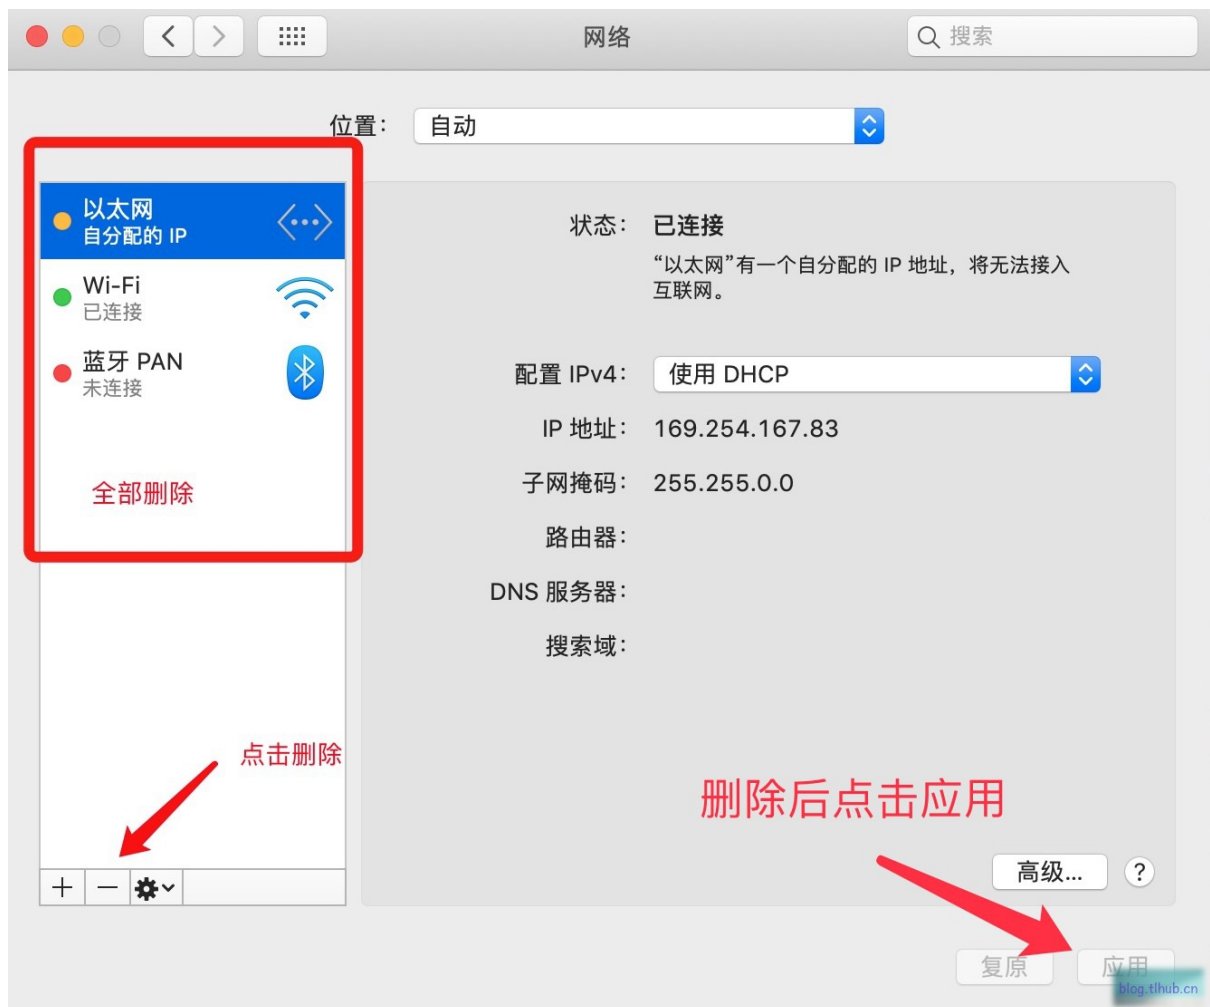 网络
搜索
位置：
自动
以太网
自分配的 IP
Wi-Fi
已连接
蓝牙 PAN
未连接
全部删除
点击删除
状态：
已连接
“以太网”有一个自分配的 IP 地址，将无法接入
互联网。
配置 IPv4：
使用 DHCP
IP 地址：
169.254.167.83
子网掩码：
255.255.0.0
路由器：
DNS 服务器：
搜索域：
删除后点击应用
高级...
?
复原
应用
blog.tlhub.cn